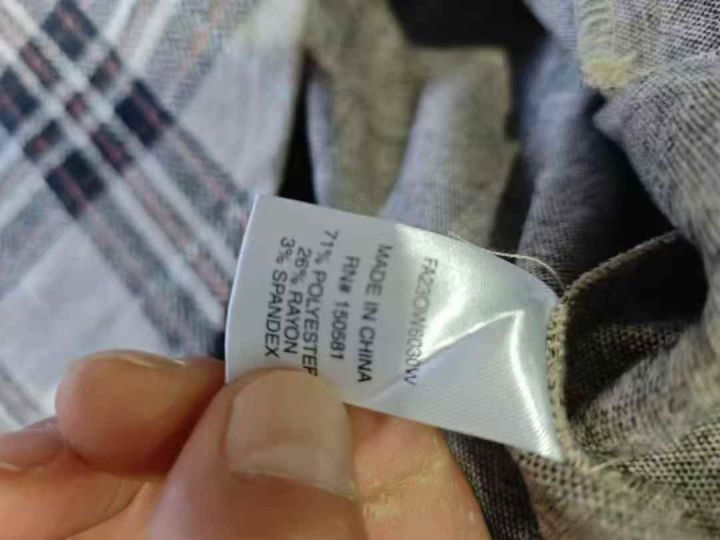 MADE IN CHINA
RN# 150581
71% POLYESTER
26% RAYON
3% SPANDEX